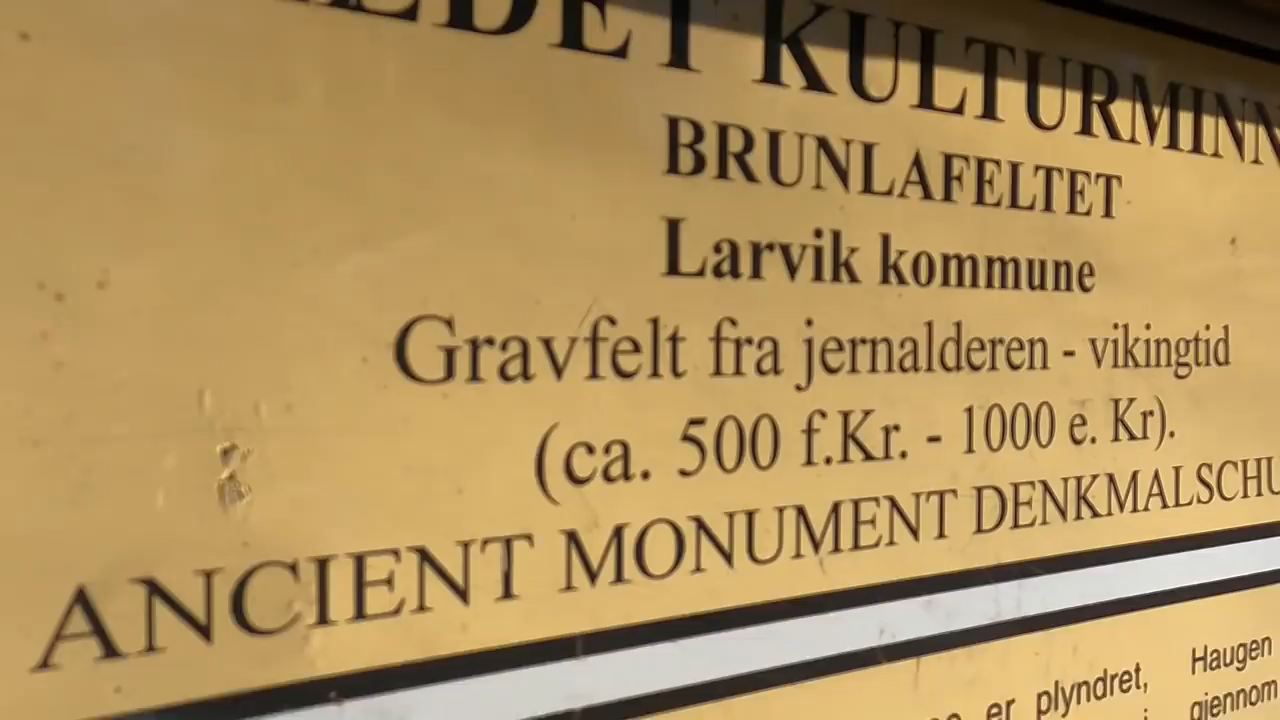 KULTURMINN
BRUNLAFELTET
Larvik kommune
Gravfelt fra jernalderen - vikingtid
(ca. 500 f.Kr. - 1000 e. Kr).
ANCIENT MONUMENT DENKMALSCHU
er plyndret,
Haugen
gjennom